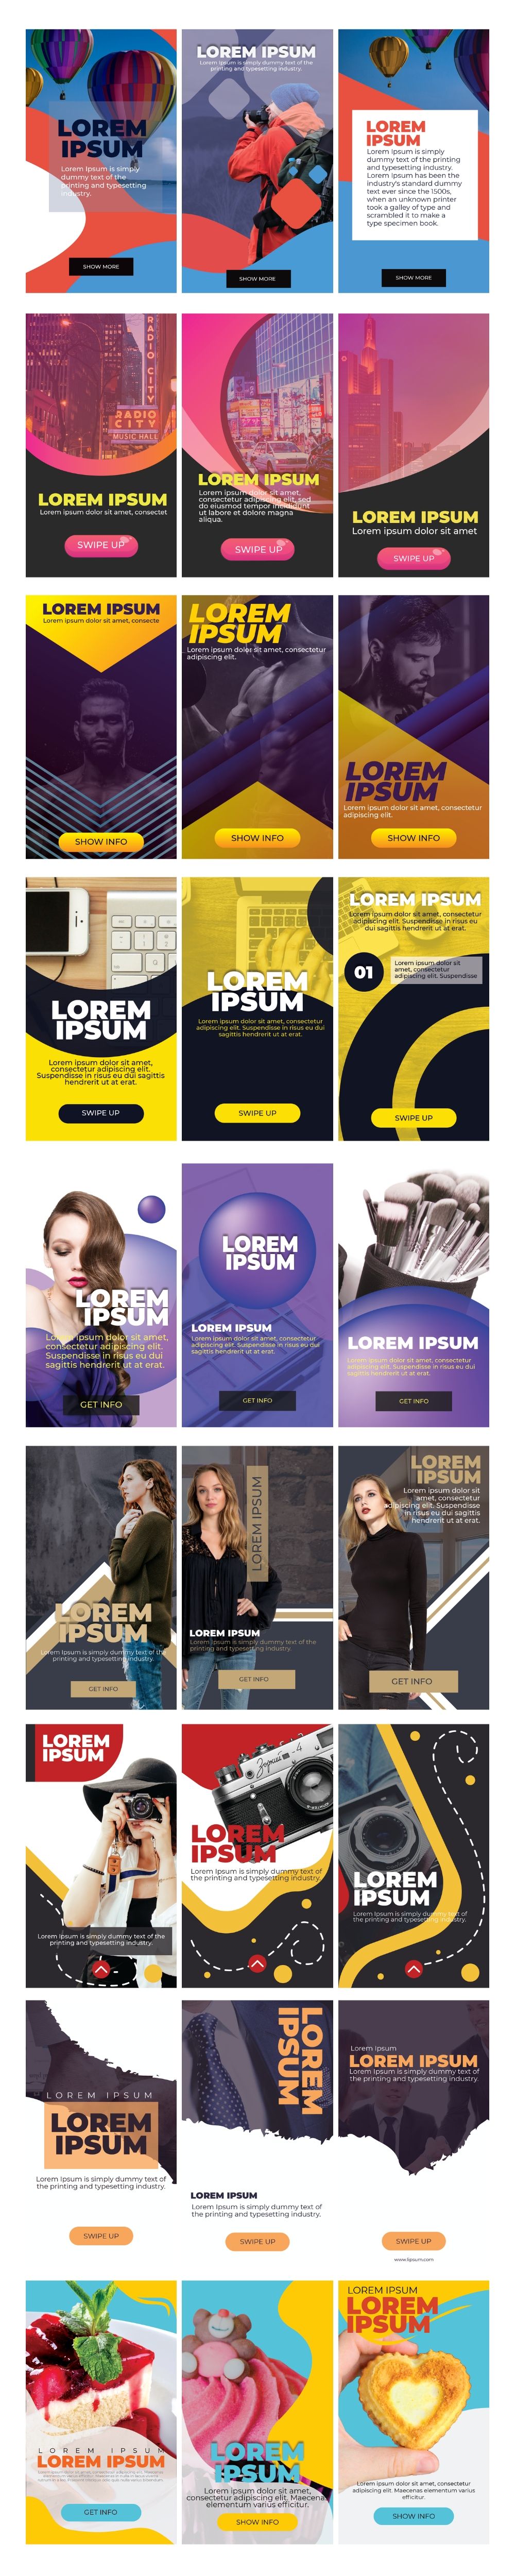 LOREM
IPSUM
Lorem Ipsum is simply
dummy text of the
printing and typesetting
industry.
SHOW MORE
LOREM IPSUM
Lorem Ipsum is simply dummy text of the
printing and typesetting industry.
SHOW MORE
LOREM
IPSUM
Lorem Ipsum is simply
dummy text of the printing
and typesetting industry.
Lorem Ipsum has been the
industry's standard dummy
text ever since the 1500s,
when an unknown printer
took a galley of type and
scrambled it to make a
type specimen book.
SHOW MORE
RADIO CITY
RADIO
CITY
MUSIC HALL
LOREM IPSUM
Lorem ipsum dolor sit amet, consectet
SWIPE UP
LOREM IPSUM
Lorem ipsum dolor sit amet,
consectetur adipiscing elit, sed
do eiusmod tempor incididunt
ut labore et dolore magna
aliqua.
SWIPE UP
LOREM IPSUM
Lorem ipsum dolor sit amet
SWIPE UP
LOREM IPSUM
Lorem ipsum dolor sit amet, consecte
SHOW INFO
LOREM
IPSUM
Lorem ipsum dolor sit amet, consectetur
adipiscing elit.
SHOW INFO
LOREM
IPSUM
Lorem ipsum dolor sit amet, consectetur
adipiscing elit.
SHOW INFO
LOREM
IPSUM
Lorem ipsum dolor sit amet,
consectetur adipiscing elit.
Suspendisse in risus eu dui sagittis
hendrerit ut at erat.
SWIPE UP
LOREM
IPSUM
Lorem ipsum dolor sit amet, consectetur
adipiscing elit. Suspendisse in risus eu dui
sagittis hendrerit ut at erat.
SWIPE UP
LOREM IPSUM
Lorem ipsum dolor sit amet, consectetur
adipiscing elit. Suspendisse in risus eu
dui sagittis hendrerit ut at erat.
01
Lorem ipsum dolor sit
amet, consectetur
adipiscing elit. Suspendisse
SWIPE UP
LOREM
IPSUM
Lorem ipsum dolor sit amet,
consectetur adipiscing elit.
Suspendisse in risus eu dui
sagittis hendrerit ut at erat.
GET INFO
LOREM
IPSUM
LOREM IPSUM
Lorem ipsum dolor sit amet, consectetur
adipiscing elit. Suspendisse in risus eu dui
sagittis hendrerit ut at erat.
GET INFO
LOREM IPSUM
Lorem ipsum dolor sit amet, consectetur
adipiscing elit. Suspendisse in risus eu dui
sagittis hendrerit ut at erat.
GET INFO
LOREM
IPSUM
Lorem Ipsum is simply dummy text of the
printing and typesetting industry.
GET INFO
LOREM IPSUM
LOREM IPSUM
Lorem Ipsum is simply dummy text of the
printing and typesetting industry.
GET INFO
LOREM
IPSUM
Lorem ipsum dolor sit
amet, consectetur
adipiscing elit. Suspendisse
in risus eu dui sagittis
hendrerit ut at erat.
GET INFO
LOREM
IPSUM
Lorem Ipsum is simply dummy text of the
printing and typesetting industry.
Зоркий 4
LOREM
IPSUM
Lorem Ipsum is simply dummy text of
the printing and typesetting industry.
LOREM
IPSUM
Lorem Ipsum is simply dummy text of
the printing and typesetting industry.
LOREM IPSUM
LOREM
IPSUM
Lorem Ipsum is simply dummy text of
the printing and typesetting industry.
SWIPE UP
LOREM
IPSUM
LOREM IPSUM
Lorem Ipsum is simply dummy text of
the printing and typesetting industry.
SWIPE UP
Lorem Ipsum
LOREM IPSUM
Lorem Ipsum is simply dummy text of
the printing and typesetting industry.
SWIPE UP
www.lipsum.com
LOREM IPSUM
LOREM IPSUM
GET INFO
LOREM
IPSUM
Lorem ipsum dolor sit amet,
consectetur adipiscing elit. Maecenas
elementum varius efficitur.
SHOW INFO
LOREM IPSUM
LOREM
IPSUM
Lorem ipsum dolor sit amet, consectetur
adipiscing elit. Maecenas elementum varius
efficitur.
SHOW INFO